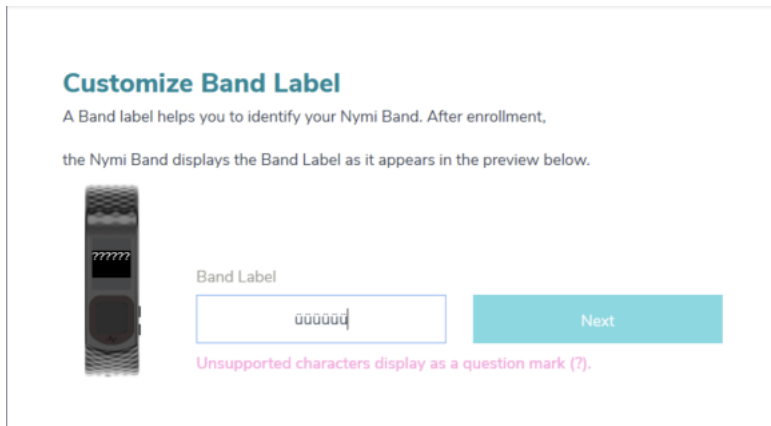 Customize Band Label
A Band label helps you to identify your Nymi Band. After enrollment,
the Nymi Band displays the Band Label as it appears in the preview below.
??????
Band Label
üüüüüü
Next
Unsupported characters display as a question mark (?).